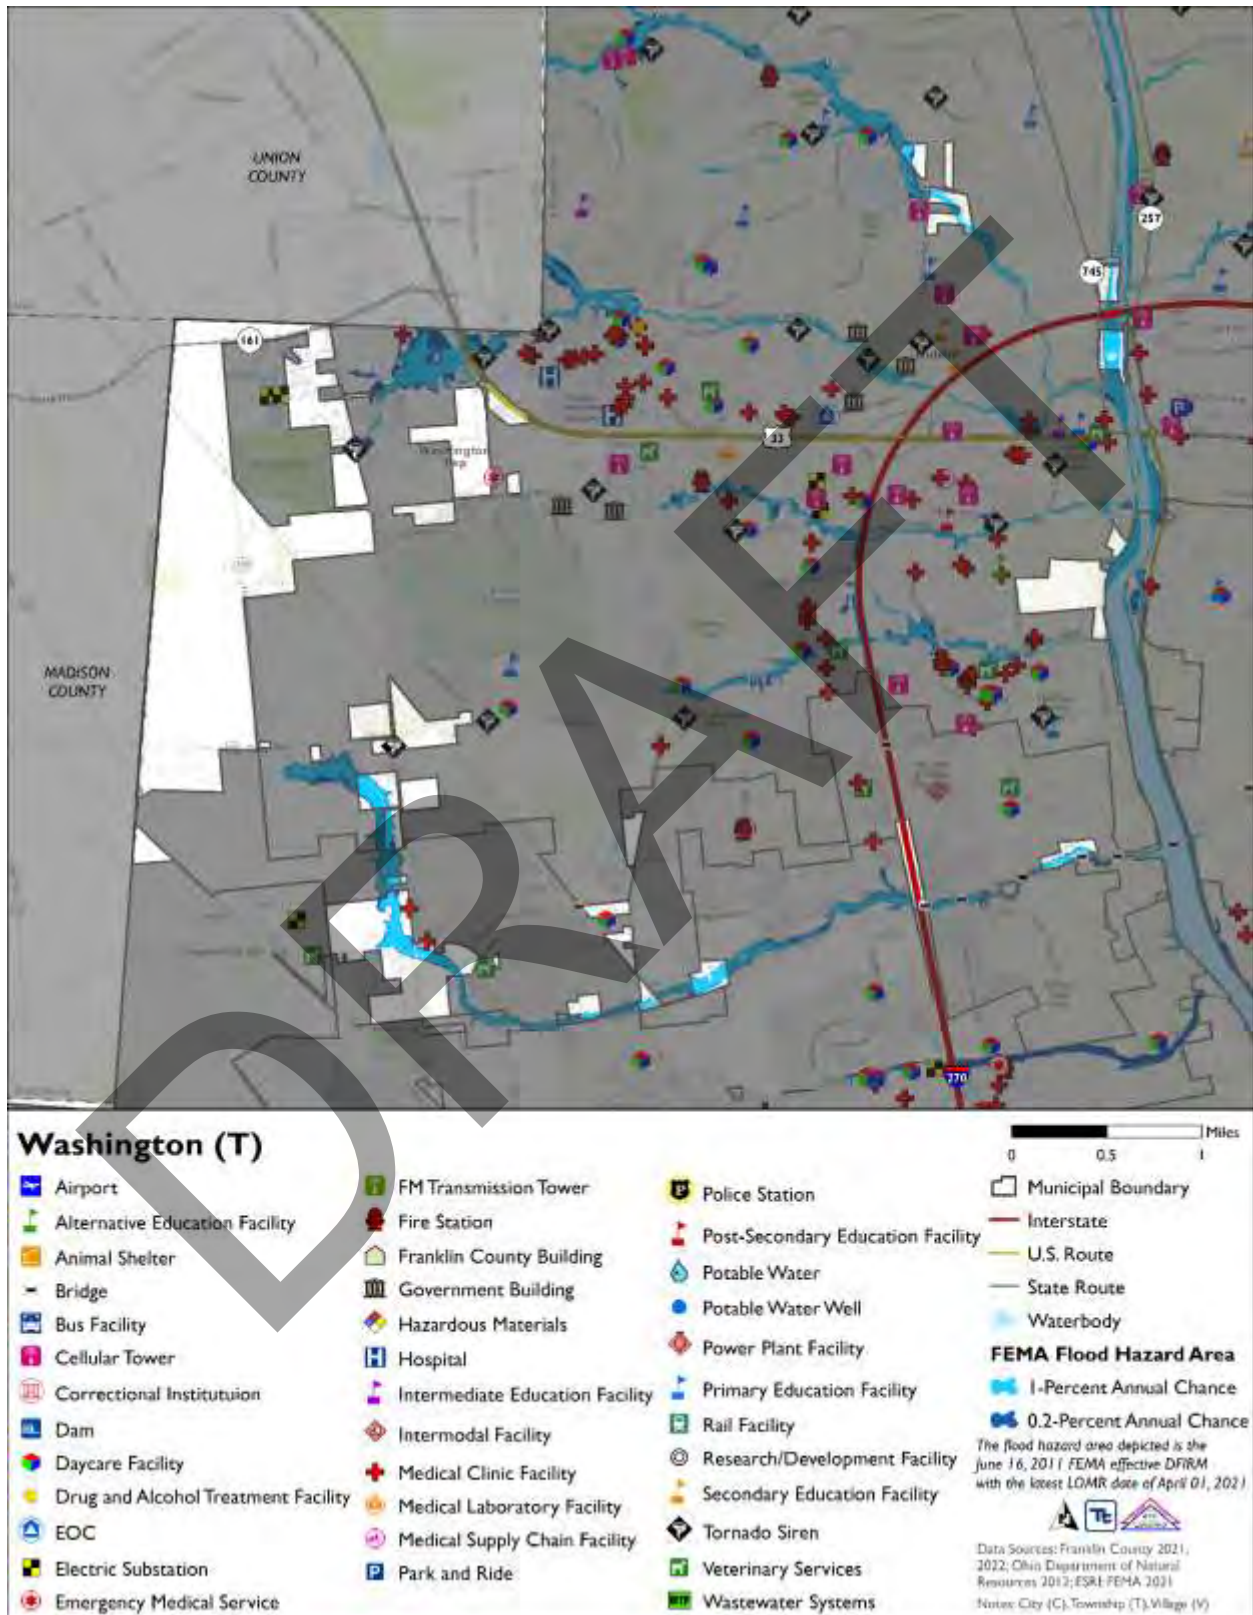 UNION
COUNTY
257
745
161
33
Washington
Twp
MADISON
COUNTY
270
DRAFT
Washington (T)
Airport
Alternative Education Facility
Animal Shelter
Bridge
Bus Facility
Cellular Tower
Correctional Institutuion
Dam
Daycare Facility
Drug and Alcohol Treatment Facility
EOC
Electric Substation
Emergency Medical Service
FM Transmission Tower
Fire Station
Franklin County Building
Government Building
Hazardous Materials
Hospital
Intermediate Education Facility
Intermodal Facility
Medical Clinic Facility
Medical Laboratory Facility
Medical Supply Chain Facility
Park and Ride
Police Station
Post-Secondary Education Facility
Potable Water
Potable Water Well
Power Plant Facility
Primary Education Facility
Rail Facility
Research/Development Facility
Secondary Education Facility
Tornado Siren
Veterinary Services
Wastewater Systems
Miles
0 0.5 1
Municipal Boundary
Interstate
U.S. Route
State Route
Waterbody
FEMA Flood Hazard Area
1-Percent Annual Chance
0.2-Percent Annual Chance
The flood hazard area depicted is the
June 16, 2011 FEMA effective DFIRM
with the latest LOMR date of April 01, 2021
Data Sources: Franklin County 2021,
2022; Ohio Department of Natural
Resources 2012; ESRI; FEMA 2021
Notes: City (C), Township (T), Village (V)